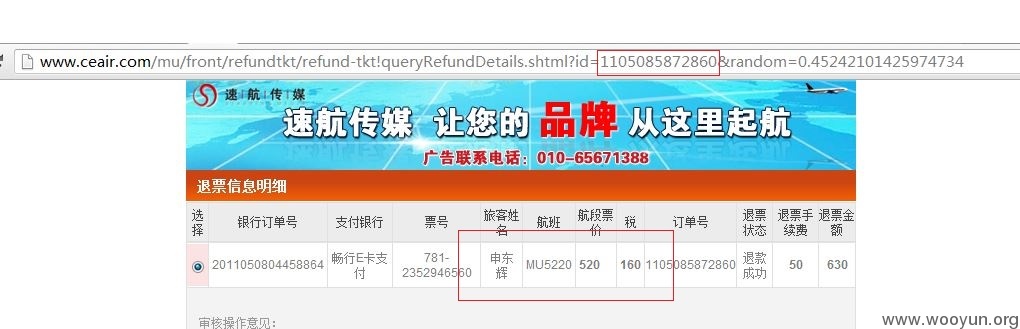 www.ceair.com/mu/front/refundtkt/refund-tkt!queryRefundDetails.shtml?id=1105085872860&random=0.45242101425974734
速航传媒
速航传媒 让您的 品牌 从这里起航
广告联系电话：010-65671388
退票信息明细
选择 银行订单号 支付银行 票号 旅客姓名 航班 航段票价 税 订单号 退票状态 退票手续费 退票金额
2011050804458864 畅行E卡支付 781-2352946560 申东辉 MU5220 520 160 1105085872860 退款成功 50 630
审核操作意见：
www.wooyun.org